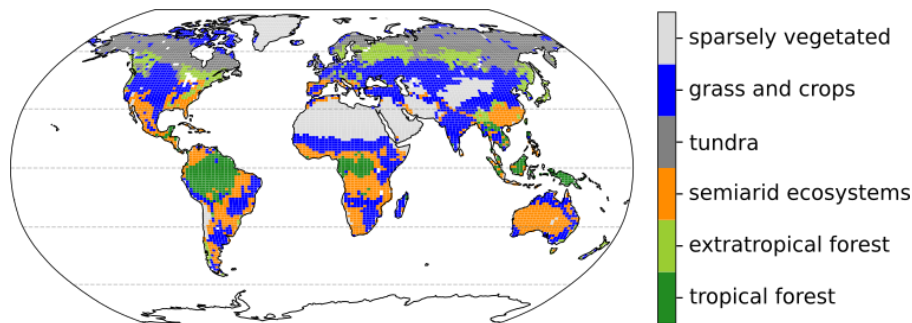 sparsely vegetated
grass and crops
tundra
semiarid ecosystems
extratropical forest
tropical forest